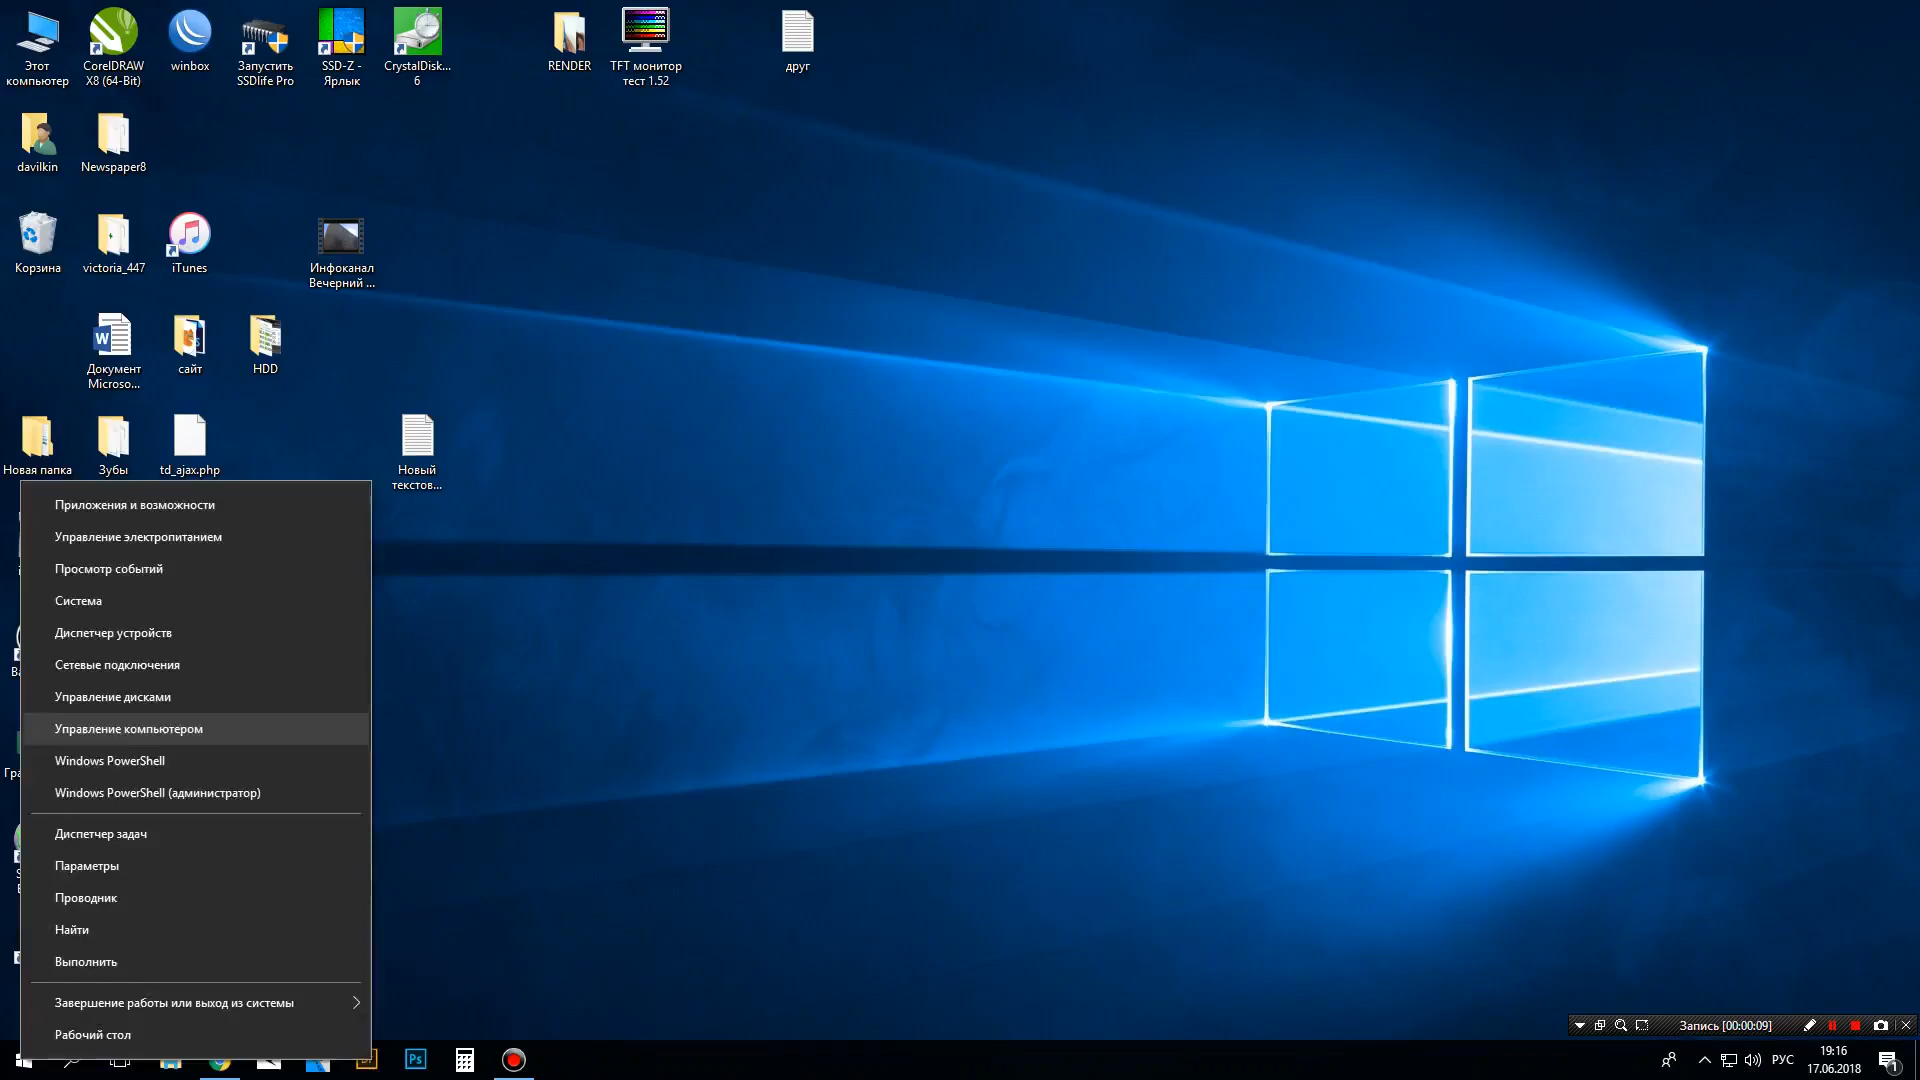 Этот
компьютер
CorelDRAW
X8 (64-Bit)
winbox
Запустить
SSDlife Pro
SSD-Z -
Ярлык
CrystalDisk...
6
RENDER
TFT монитор
тест 1.52
друг
davilkin
Newspaper8
Корзина
victoria_447
iTunes
Инфоканал
Вечерний ...
Документ
Microso...
сайт
HDD
Новая папка
Зубы
td_ajax.php
Новый
текстов...
Приложения и возможности
Управление электропитанием
Просмотр событий
Система
Диспетчер устройств
Сетевые подключения
Управление дисками
Управление компьютером
Windows PowerShell
Windows PowerShell (администратор)
Диспетчер задач
Параметры
Проводник
Найти
Выполнить
Завершение работы или выход из системы
Рабочий стол
Запись [00:00:09]
Ps
РУС
19:16
17.06.2018
1